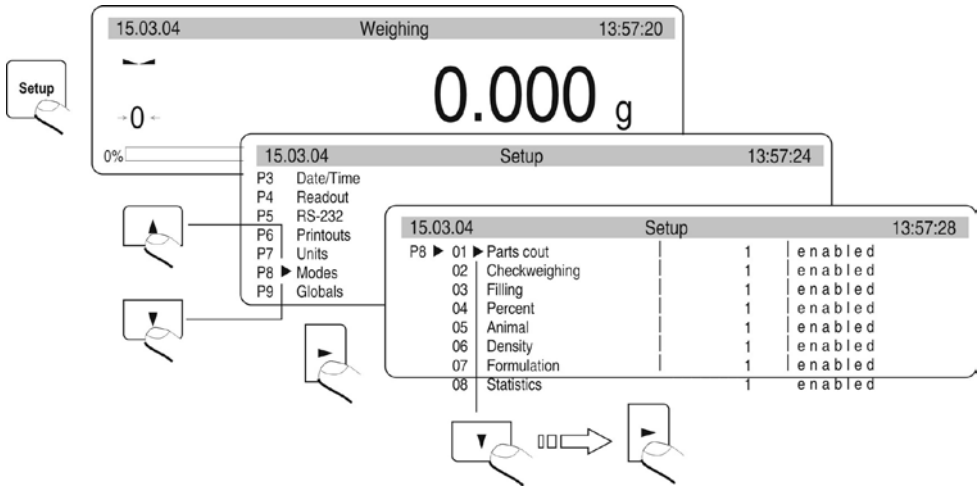 15.03.04 Weighing 13:57:20
Setup
0.000 g
→0←
0%
15.03.04 Setup 13:57:24
P3 Date/Time
P4 Readout
P5 RS-232
P6 Printouts
P7 Units
P8 ▶ Modes
P9 Globals
15.03.04 Setup 13:57:28
P8 ▶ 01 ▶ Parts cout | 1 | enabled
02 Checkweighing | 1 | enabled
03 Filling | 1 | enabled
04 Percent | 1 | enabled
05 Animal | 1 | enabled
06 Density | 1 | enabled
07 Formulation | 1 | enabled
08 Statistics 1 enabled